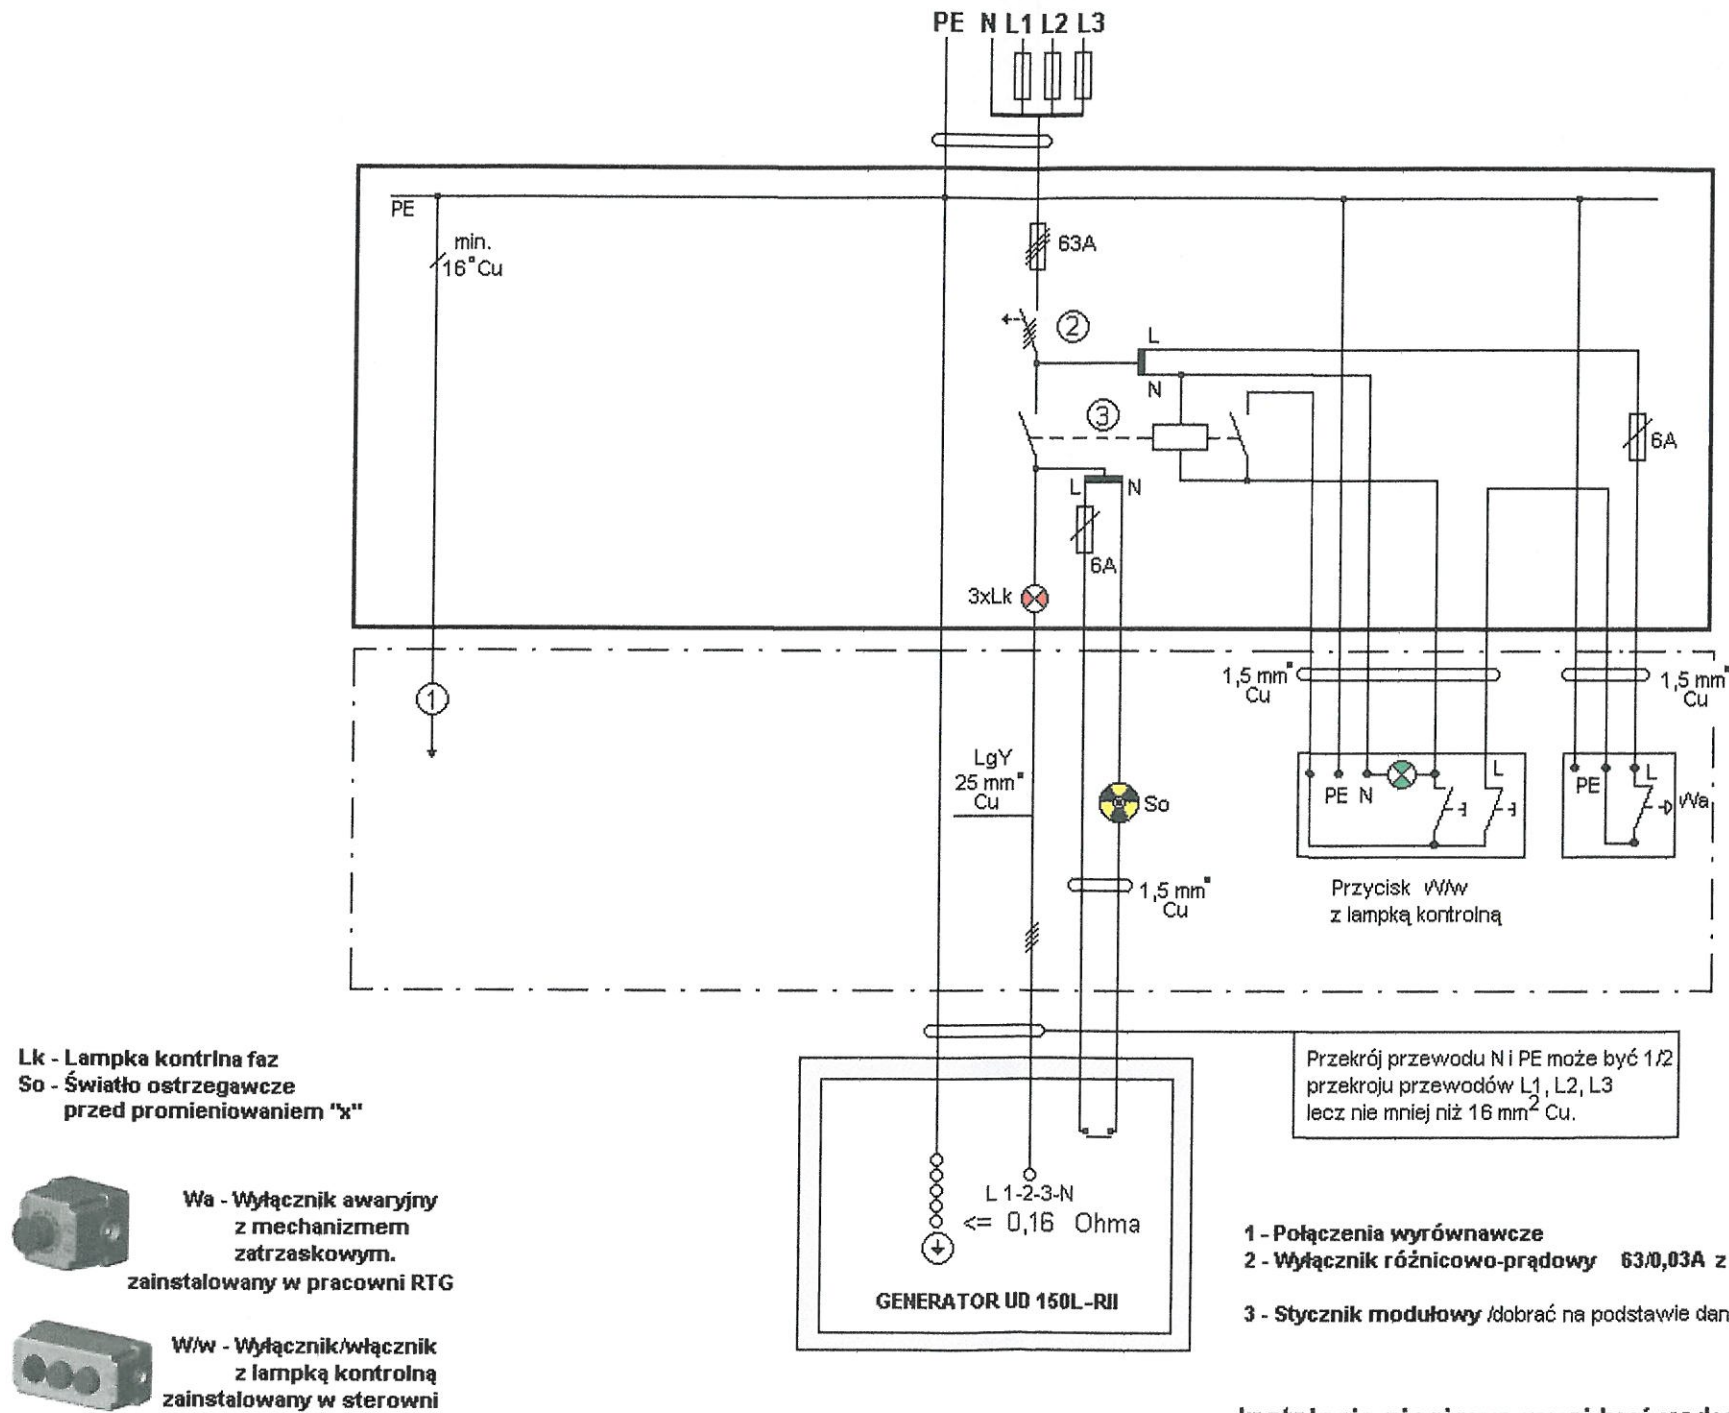 PE N L1 L2 L3
PE
min.
16" Cu
63A
2
L
N
3
6A
L N
6A
3xLk
1
1,5 mm"
Cu
1,5 mm"
Cu
LgY
25 mm"
Cu
So
PE N
L
PE
L
Wa
1,5 mm"
Cu
Przycisk W/w
z lampką kontrolną
Lk - Lampka kontrlna faz
So - Światło ostrzegawcze
przed promieniowaniem "x"
Przekrój przewodu N i PE może być 1/2
przekroju przewodów L1, L2, L3
lecz nie mniej niż 16 mm² Cu.
Wa - Wyłącznik awaryjny
z mechanizmem
zatrzaskowym.
zainstalowany w pracowni RTG
L 1-2-3-N
<= 0,16 Ohma
GENERATOR UD 150L-RII
1 - Połączenia wyrównawcze
2 - Wyłącznik różnicowo-prądowy 63/0,03A z
3 - Stycznik modułowy /dobrać na podstawie dan
W/w - Wyłącznik/włącznik
z lampką kontrolną
zainstalowany w sterowni